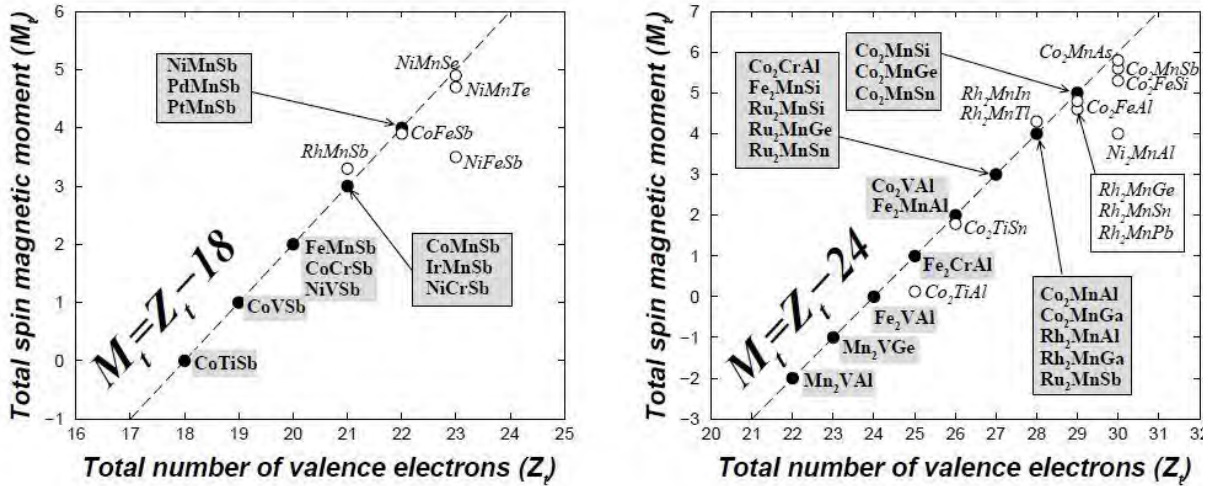 Total spin magnetic moment (Mₜ)
6
5
4
3
2
1
0
−1
16 17 18 19 20 21 22 23 24 25
Total number of valence electrons (Zₜ)
Mₜ=Zₜ−18
NiMnSb
PdMnSb
PtMnSb
NiMnSe
NiMnTe
CoFeSb
NiFeSb
RhMnSb
CoMnSb
IrMnSb
NiCrSb
FeMnSb
CoCrSb
NiVSb
CoVSb
CoTiSb
Total spin magnetic moment (Mₜ)
7
6
5
4
3
2
1
0
−1
−2
−3
20 21 22 23 24 25 26 27 28 29 30 31 32
Total number of valence electrons (Zₜ)
Mₜ=Zₜ−24
Co₂CrAl
Fe₂MnSi
Ru₂MnSi
Ru₂MnGe
Ru₂MnSn
Co₂MnSi
Co₂MnGe
Co₂MnSn
Co₂MnAs
Co₂MnSb
Co₂FeSi
Rh₂MnIn
Rh₂MnTl
Co₂FeAl
Ni₂MnAl
Rh₂MnGe
Rh₂MnSn
Rh₂MnPb
Co₂VAl
Fe₂MnAl
Co₂TiSn
Fe₂CrAl
Co₂TiAl
Fe₂VAl
Mn₂VGe
Mn₂VAl
Co₂MnAl
Co₂MnGa
Rh₂MnAl
Rh₂MnGa
Ru₂MnSb